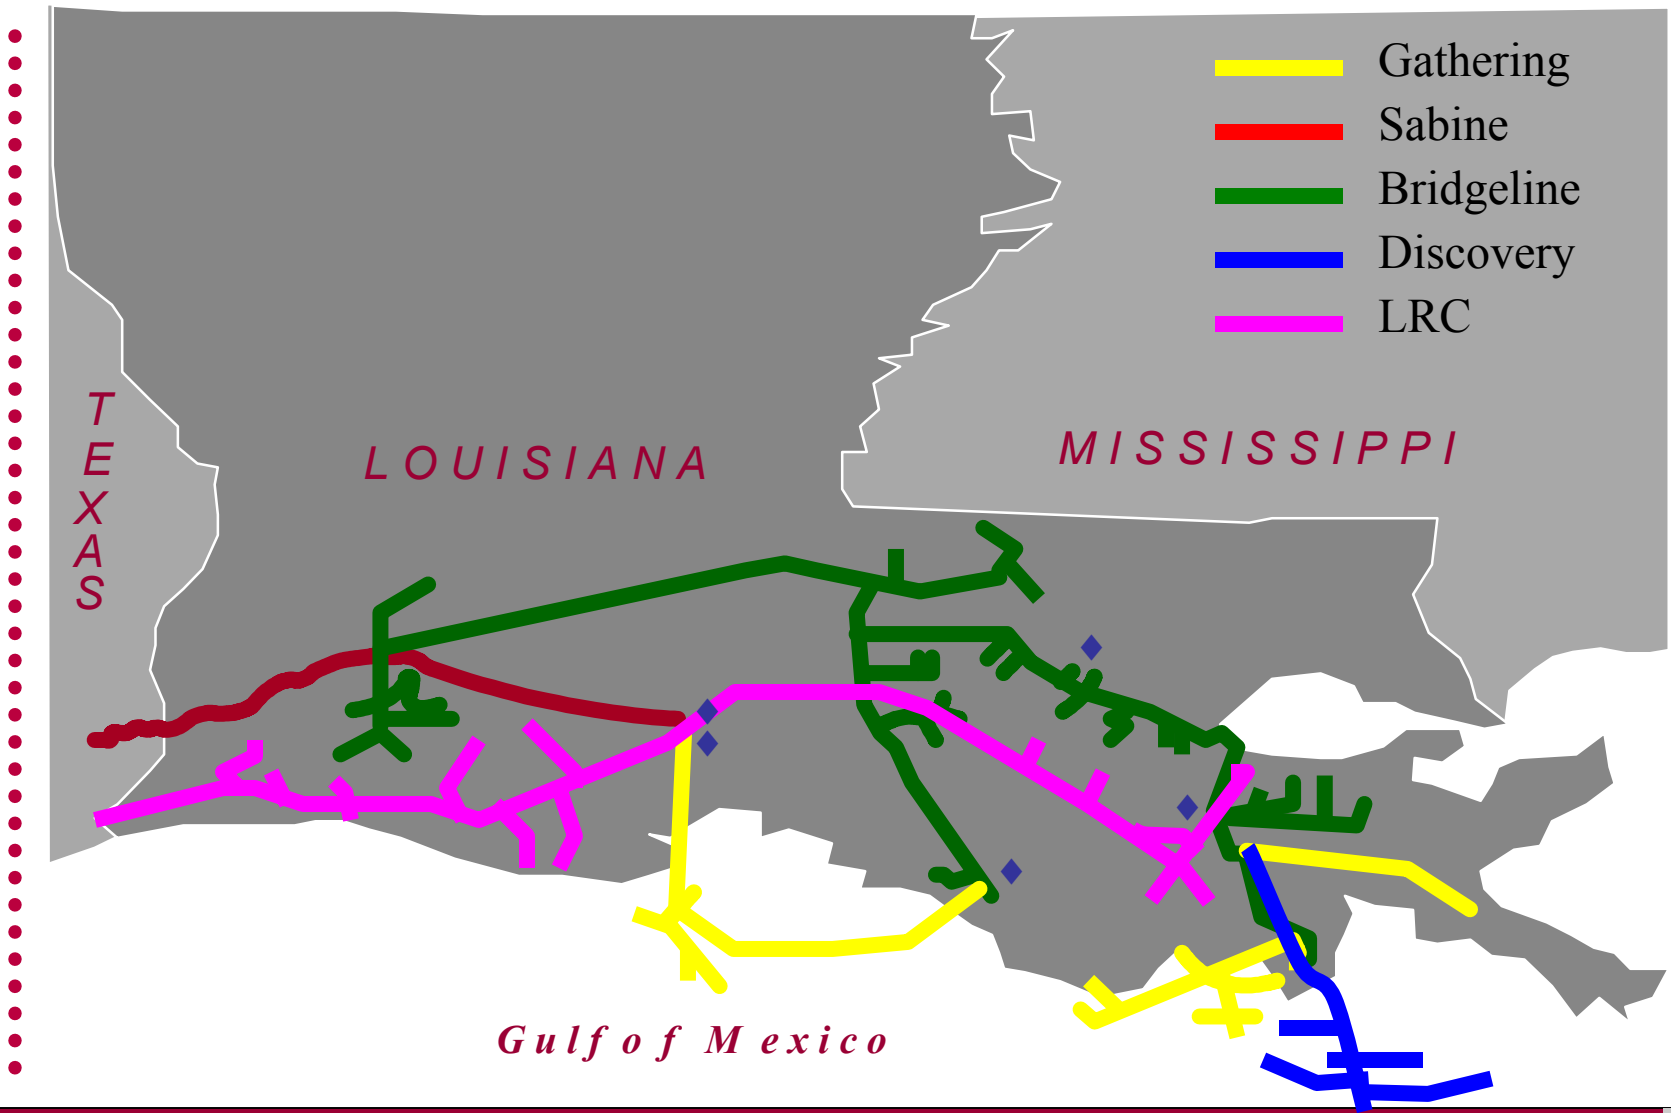 Gathering
Sabine
Bridgeline
Discovery
LRC
TEXAS
LOUISIANA
MISSISSIPPI
Gulf of Mexico